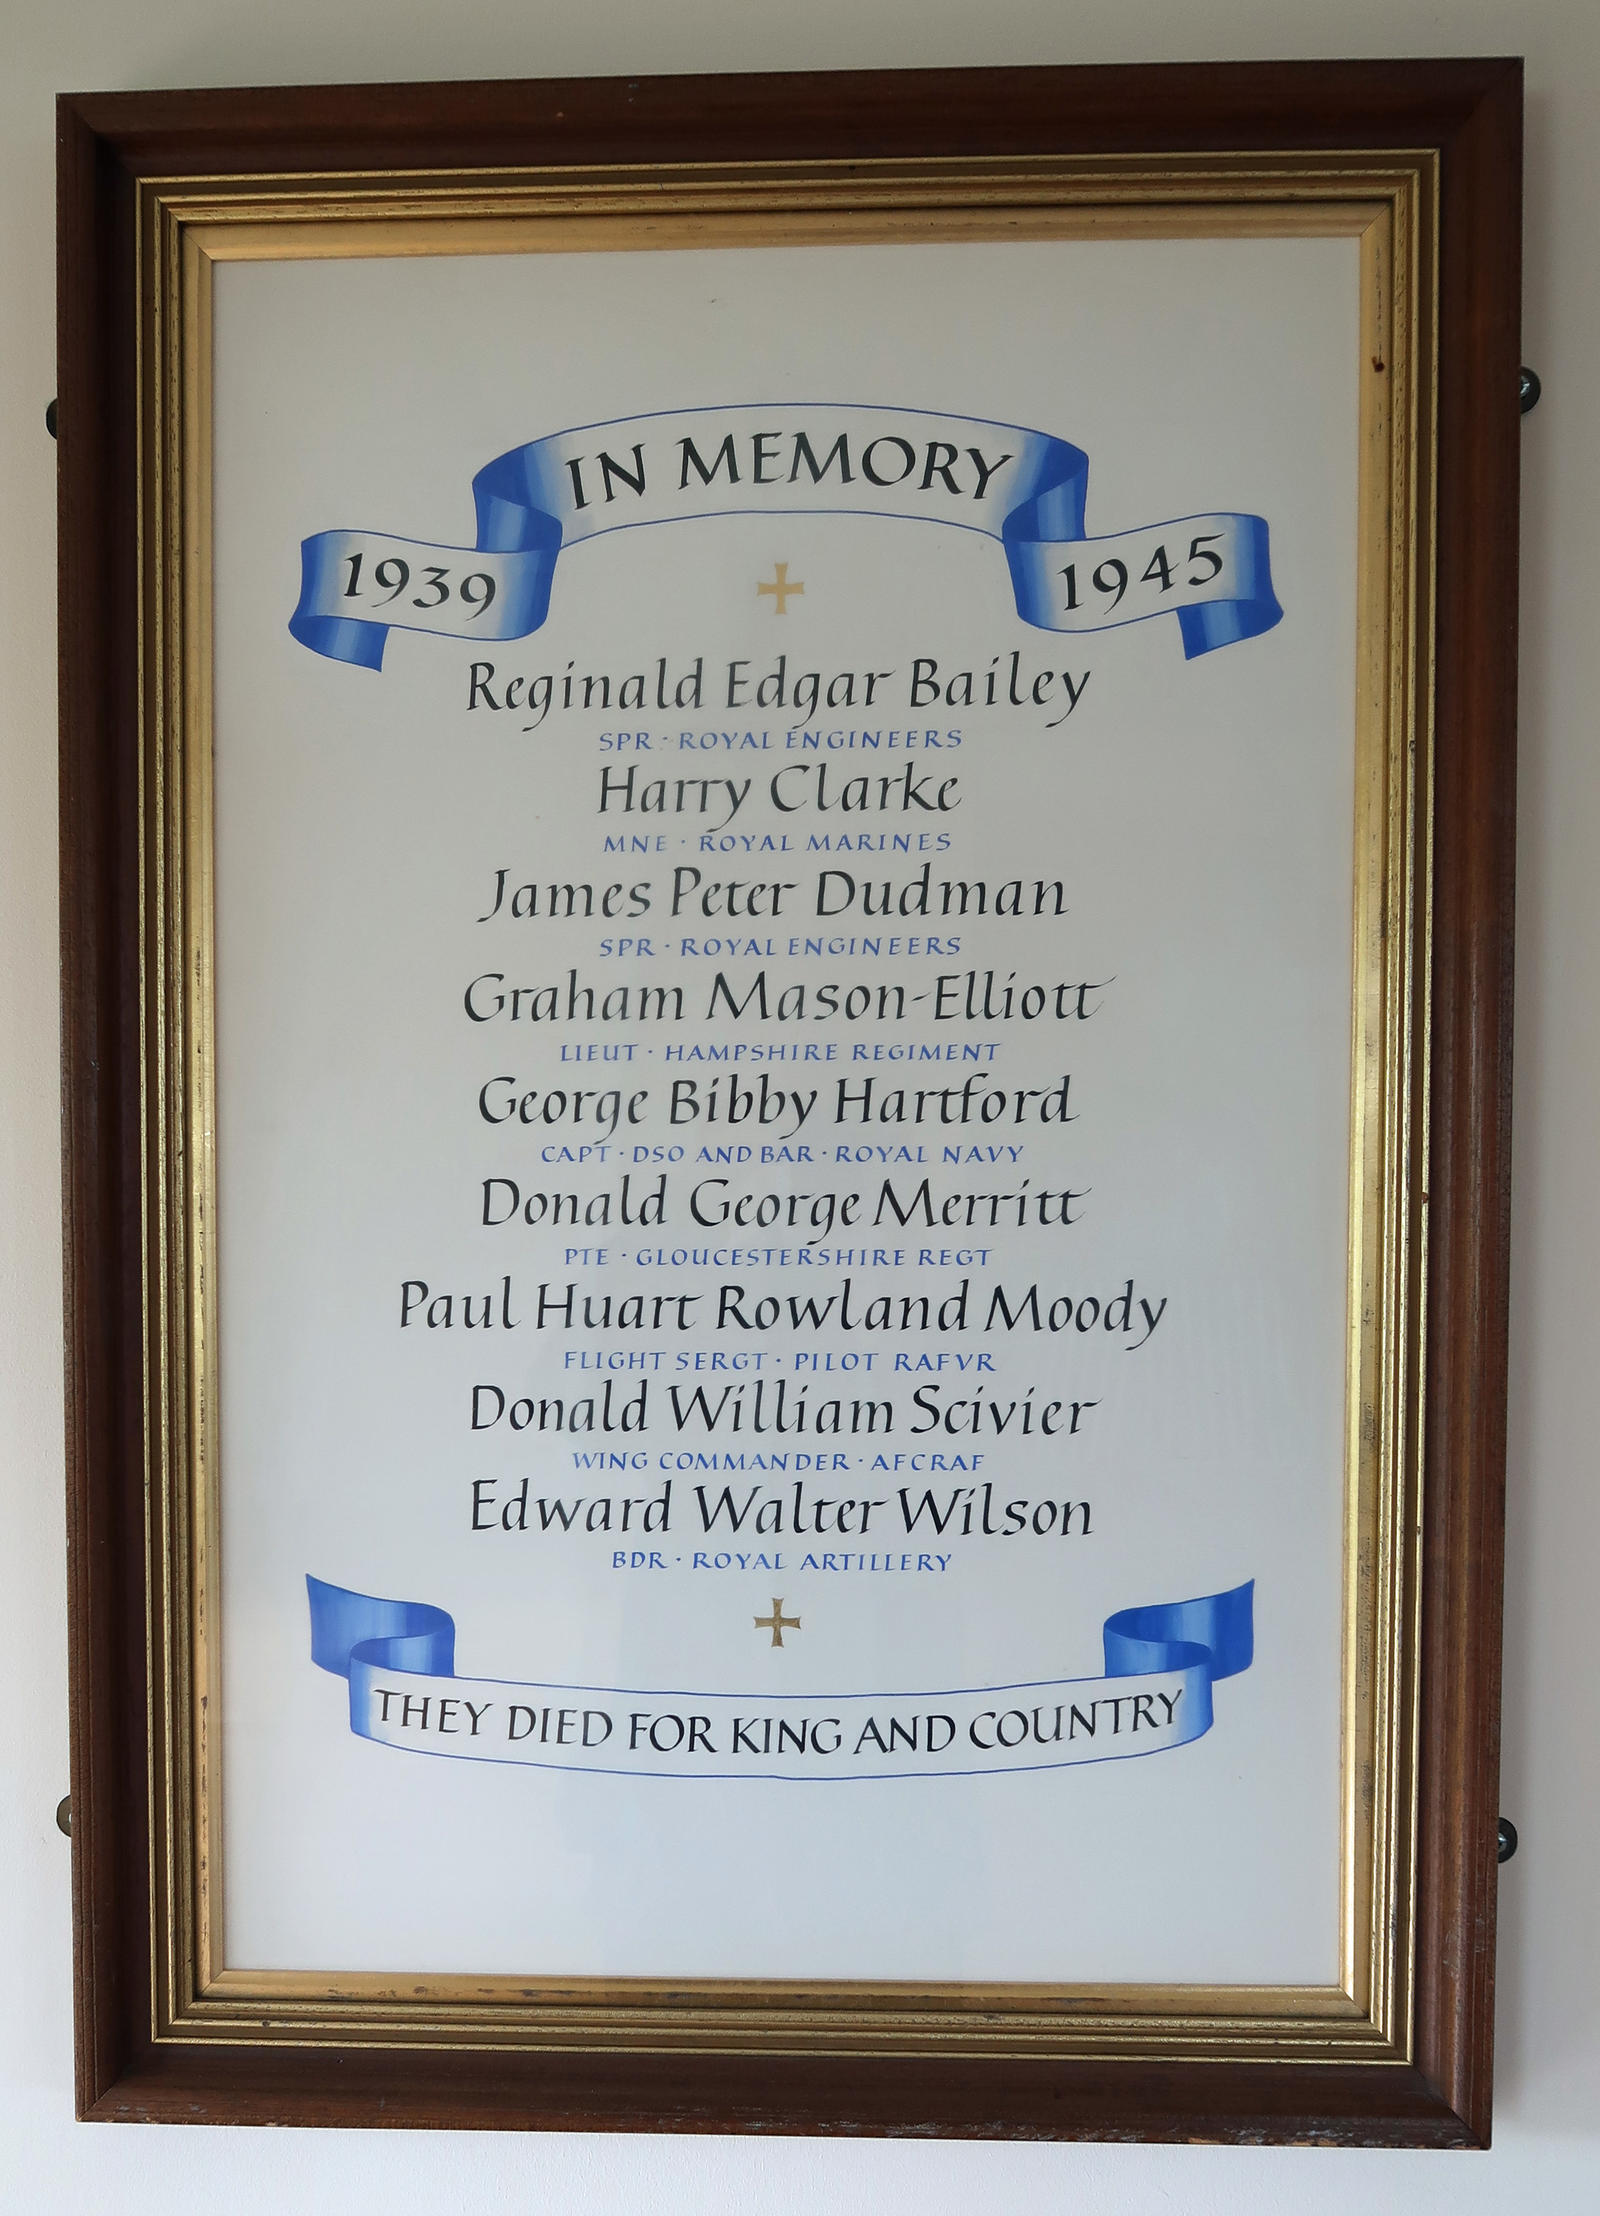 IN MEMORY
1939 1945
Reginald Edgar Bailey
SPR · ROYAL ENGINEERS
Harry Clarke
MNE · ROYAL MARINES
James Peter Dudman
SPR · ROYAL ENGINEERS
Graham Mason-Elliott
LIEUT · HAMPSHIRE REGIMENT
George Bibby Hartford
CAPT · DSO AND BAR · ROYAL NAVY
Donald George Merritt
PTE · GLOUCESTERSHIRE REGT
Paul Huart Rowland Moody
FLIGHT SERGT · PILOT RAFVR
Donald William Scivier
WING COMMANDER · AFCRAF
Edward Walter Wilson
BDR · ROYAL ARTILLERY
THEY DIED FOR KING AND COUNTRY